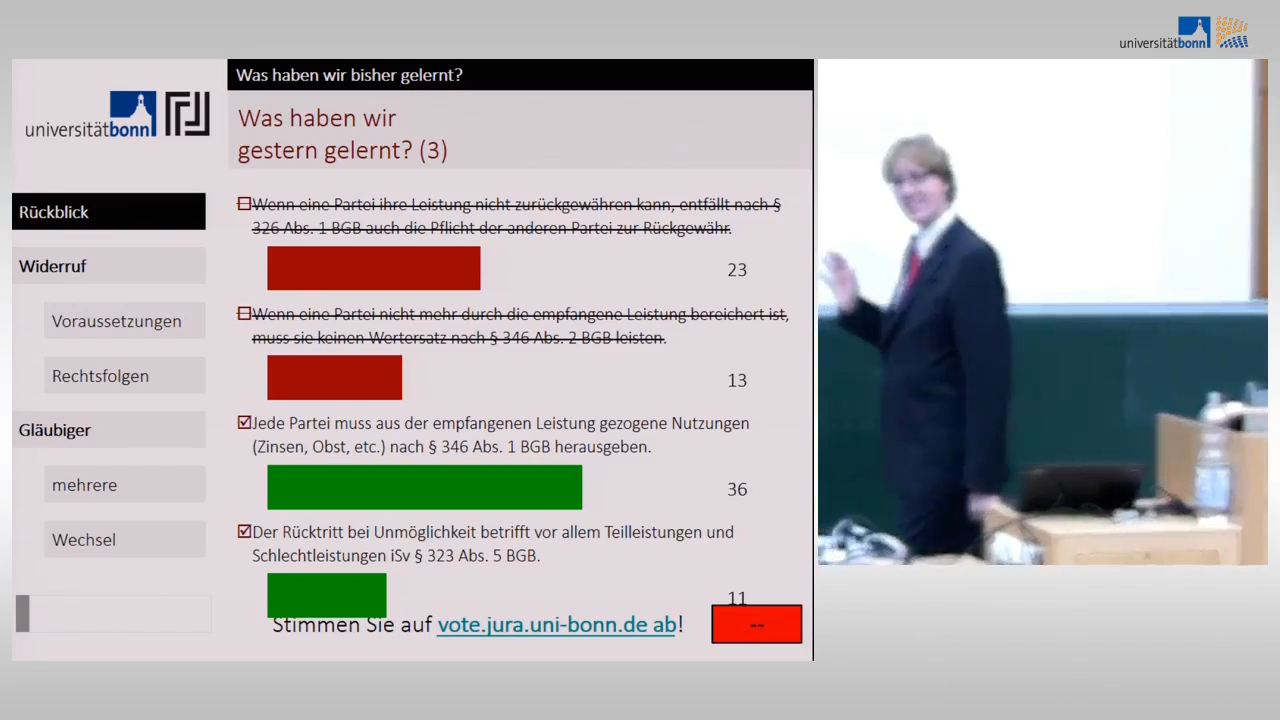 universitätbonn
Was haben wir bisher gelernt?
universitätbonn
Was haben wir
gestern gelernt? (3)
Rückblick
Widerruf
Voraussetzungen
Rechtsfolgen
Gläubiger
mehrere
Wechsel
Wenn eine Partei ihre Leistung nicht zurückgewähren kann, entfällt nach §
326 Abs. 1 BGB auch die Pflicht der anderen Partei zur Rückgewähr.
23
Wenn eine Partei nicht mehr durch die empfangene Leistung bereichert ist,
muss sie keinen Wertersatz nach § 346 Abs. 2 BGB leisten.
13
Jede Partei muss aus der empfangenen Leistung gezogene Nutzungen
(Zinsen, Obst, etc.) nach § 346 Abs. 1 BGB herausgeben.
36
Der Rücktritt bei Unmöglichkeit betrifft vor allem Teilleistungen und
Schlechtleistungen iSv § 323 Abs. 5 BGB.
11
Stimmen Sie auf vote.jura.uni-bonn.de ab!
--